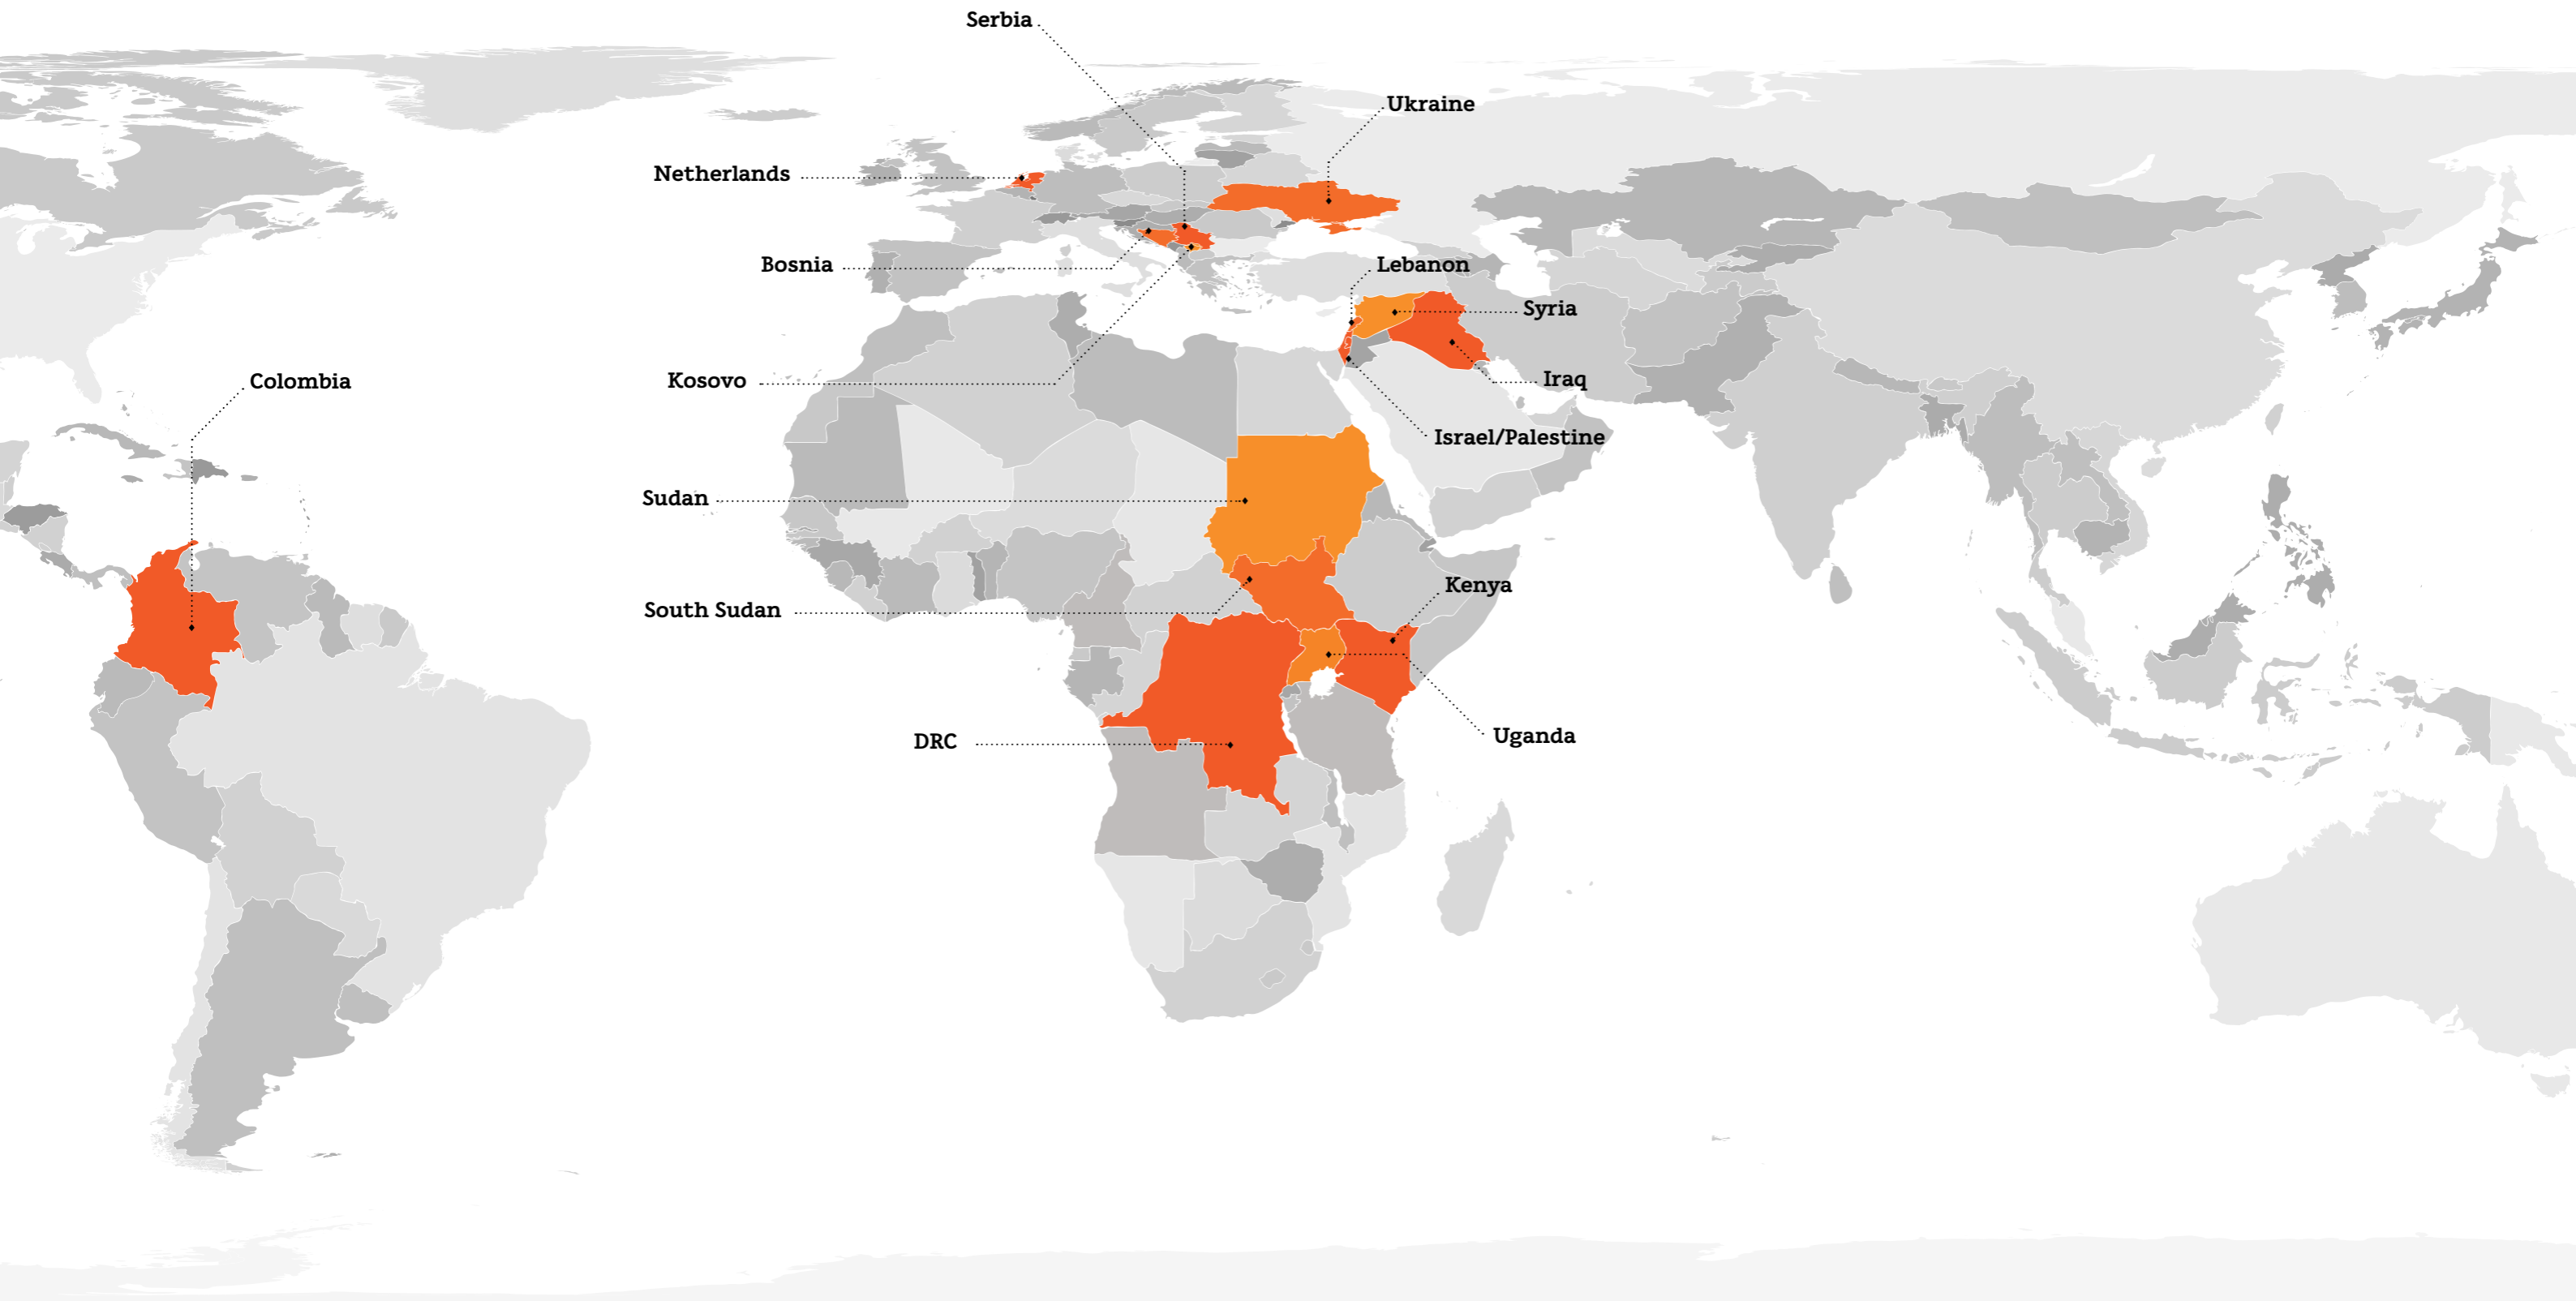 Serbia
Ukraine
Netherlands
Bosnia
Lebanon
Syria
Kosovo
Colombia
Iraq
Israel/Palestine
Sudan
Kenya
South Sudan
Uganda
DRC